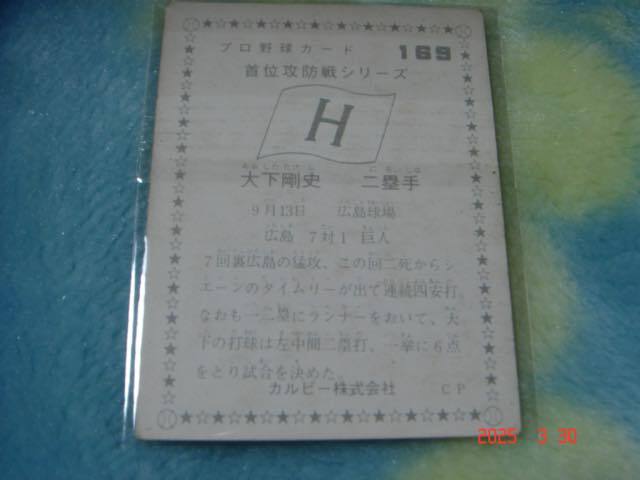 プロ野球カード 169
首位攻防戦シリーズ
H
大下剛史 二塁手
9月13日 広島球場
広島 7対1 巨人
7回裏広島の猛攻、この回二死からシ
エーンのタイムリーが出て連続四安打。
なおも一二塁にランナーをおいて、大
下の打球は左中間二塁打、一挙に6点
をとり試合を決めた。
カルビー株式会社 CP
2025 3 30